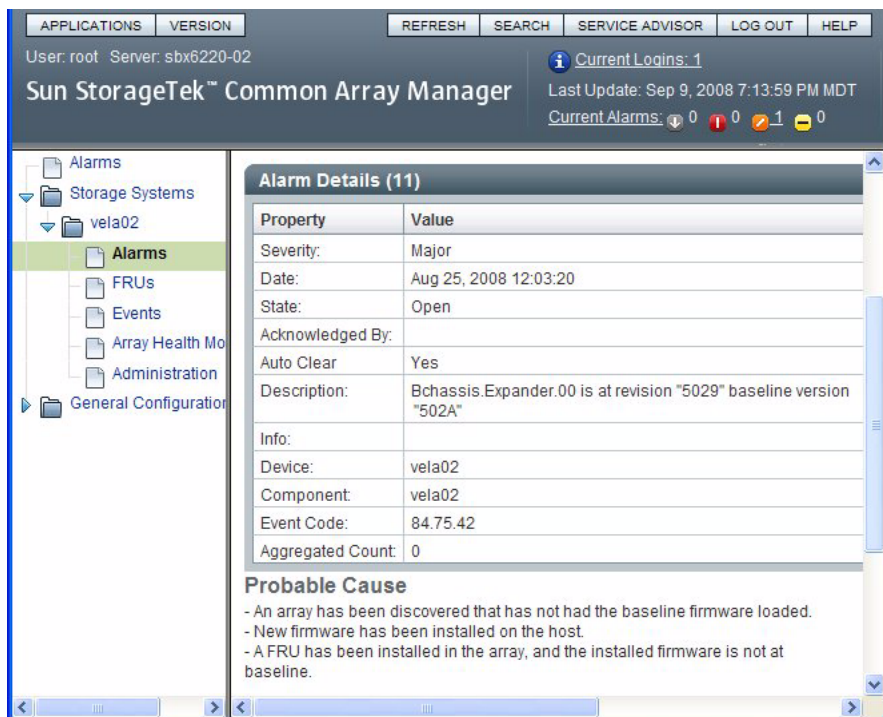 APPLICATIONS VERSION REFRESH SEARCH SERVICE ADVISOR LOG OUT HELP
User: root Server: sbx6220-02
Current Logins: 1
Sun StorageTek™ Common Array Manager
Last Update: Sep 9, 2008 7:13:59 PM MDT
Current Alarms: 0 0 1 0
Alarms
Storage Systems
vela02
Alarms
FRUs
Events
Array Health Mo
Administration
General Configuration
Alarm Details (11)
Property Value
Severity: Major
Date: Aug 25, 2008 12:03:20
State: Open
Acknowledged By:
Auto Clear Yes
Description: Bchassis.Expander.00 is at revision "5029" baseline version
"502A"
Info:
Device: vela02
Component: vela02
Event Code: 84.75.42
Aggregated Count: 0
Probable Cause
- An array has been discovered that has not had the baseline firmware loaded.
- New firmware has been installed on the host.
- A FRU has been installed in the array, and the installed firmware is not at
baseline.